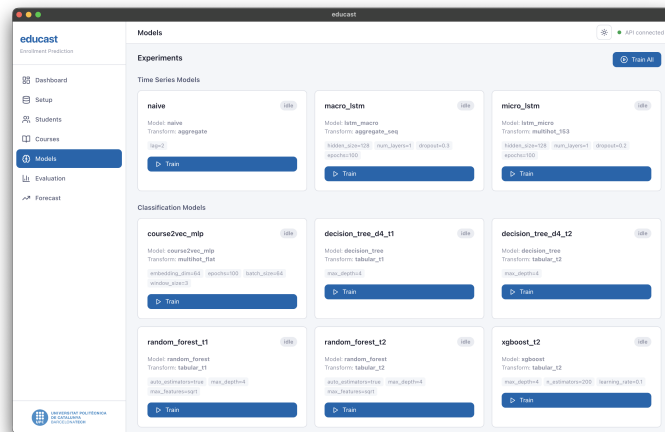 educast
educast
Enrollment Prediction
Dashboard
Setup
Students
Courses
Models
Evaluation
Forecast
UNIVERSITAT POLITÈCNICA
DE CATALUNYA
BARCELONATECH
UPC
Models
API connected
Experiments
Train All
Time Series Models
naive
idle
Model: naive
Transform: aggregate
lag=2
Train
macro_lstm
idle
Model: lstm_macro
Transform: aggregate_seq
hidden_size=128 num_layers=1 dropout=0.3
epochs=100
Train
micro_lstm
idle
Model: lstm_micro
Transform: multihot_153
hidden_size=128 num_layers=1 dropout=0.2
epochs=100
Train
Classification Models
course2vec_mlp
idle
Model: course2vec_mlp
Transform: multihot_flat
embedding_dim=64 epochs=100 batch_size=64
window_size=3
Train
decision_tree_d4_t1
idle
Model: decision_tree
Transform: tabular_t1
max_depth=4
Train
decision_tree_d4_t2
idle
Model: decision_tree
Transform: tabular_t2
max_depth=4
Train
random_forest_t1
idle
Model: random_forest
Transform: tabular_t1
auto_estimators=true max_depth=4
max_features=sqrt
Train
random_forest_t2
idle
Model: random_forest
Transform: tabular_t2
auto_estimators=true max_depth=4
max_features=sqrt
Train
xgboost_t2
idle
Model: xgboost
Transform: tabular_t2
max_depth=4 n_estimators=200 learning_rate=0.1
Train